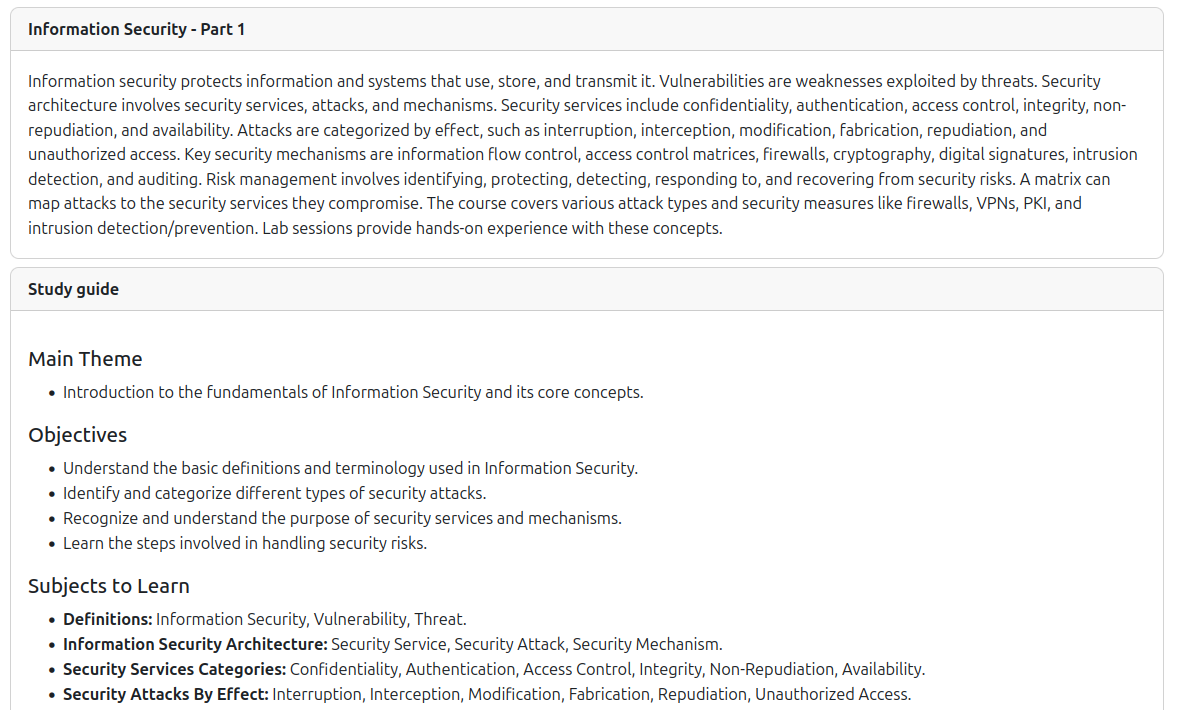 Information Security - Part 1
Information security protects information and systems that use, store, and transmit it. Vulnerabilities are weaknesses exploited by threats. Security
architecture involves security services, attacks, and mechanisms. Security services include confidentiality, authentication, access control, integrity, non-
repudiation, and availability. Attacks are categorized by effect, such as interruption, interception, modification, fabrication, repudiation, and
unauthorized access. Key security mechanisms are information flow control, access control matrices, firewalls, cryptography, digital signatures, intrusion
detection, and auditing. Risk management involves identifying, protecting, detecting, responding to, and recovering from security risks. A matrix can
map attacks to the security services they compromise. The course covers various attack types and security measures like firewalls, VPNs, PKI, and
intrusion detection/prevention. Lab sessions provide hands-on experience with these concepts.
Study guide
Main Theme
• Introduction to the fundamentals of Information Security and its core concepts.
Objectives
• Understand the basic definitions and terminology used in Information Security.
• Identify and categorize different types of security attacks.
• Recognize and understand the purpose of security services and mechanisms.
• Learn the steps involved in handling security risks.
Subjects to Learn
• Definitions: Information Security, Vulnerability, Threat.
• Information Security Architecture: Security Service, Security Attack, Security Mechanism.
• Security Services Categories: Confidentiality, Authentication, Access Control, Integrity, Non-Repudiation, Availability.
• Security Attacks By Effect: Interruption, Interception, Modification, Fabrication, Repudiation, Unauthorized Access.